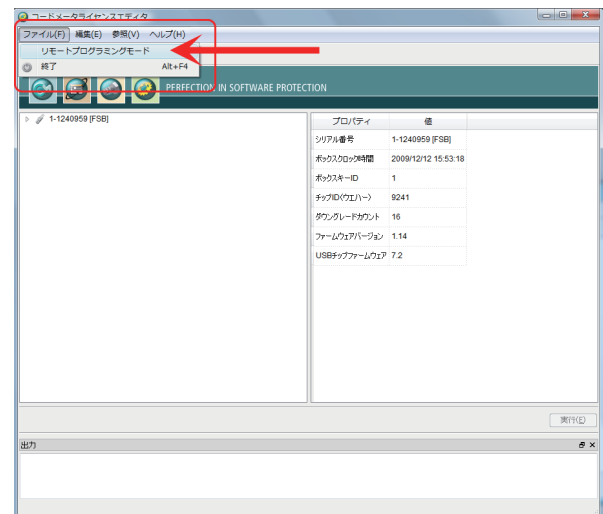 コードメータライセンスエディタ
ファイル(F) 編集(E) 参照(V) ヘルプ(H)
リモートプログラミングモード
終了 Alt+F4
PERFECTION IN SOFTWARE PROTECTION
1-1240959 [FSB]
プロパティ 値
シリアル番号 1-1240959 [FSB]
ボックスクロック時間 2009/12/12 15:53:18
ボックスキーID 1
チップID(ウエハー) 9241
ダウングレードカウント 16
ファームウェアバージョン 1.14
USBチップファームウェア 7.2
実行(E)
出力